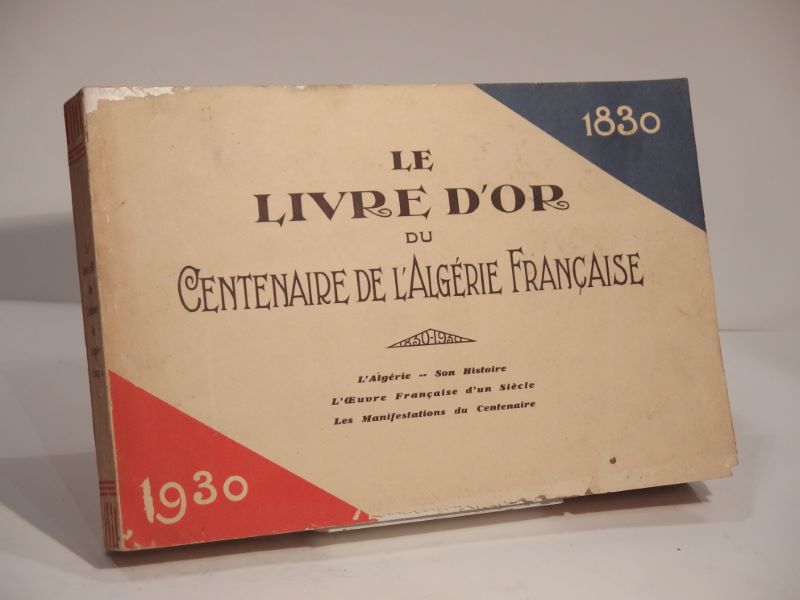 1830
LE
LIVRE D'OR
DU
CENTENAIRE DE L'ALGÉRIE FRANÇAISE
1830-1930
L'Algérie -- Son Histoire
L'Œuvre Française d'un Siècle
Les Manifestations du Centenaire
1930